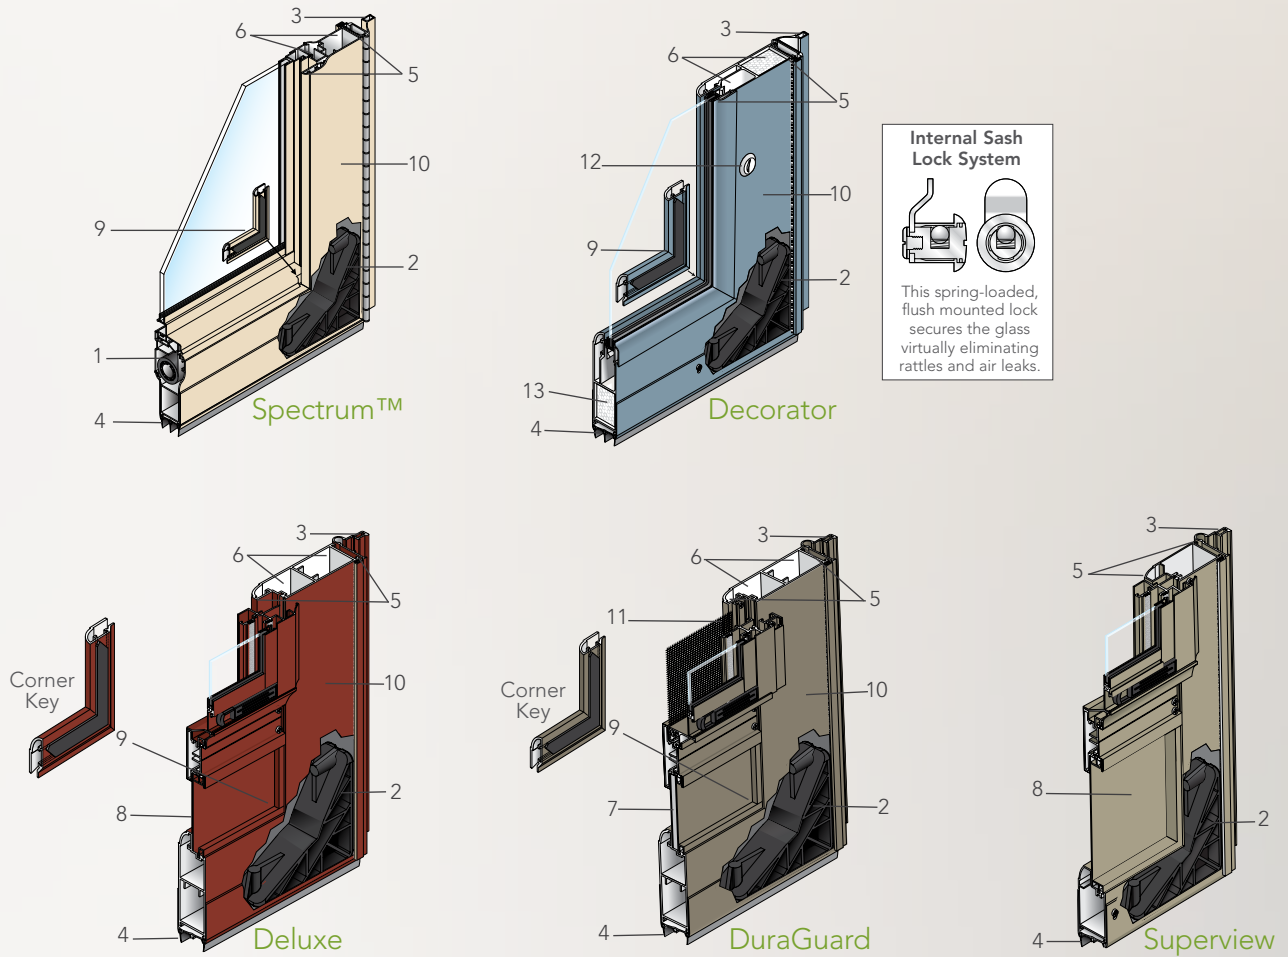 3
6
5
10
9
2
1
4
Spectrum™
3
6
5
12
10
9
2
13
4
Decorator
Internal Sash
Lock System
This spring-loaded,
flush mounted lock
secures the glass
virtually eliminating
rattles and air leaks.
3
6
5
Corner
Key
10
9
2
8
4
Deluxe
3
6
5
11
Corner
Key
10
9
7
2
4
DuraGuard
3
5
8
2
4
Superview